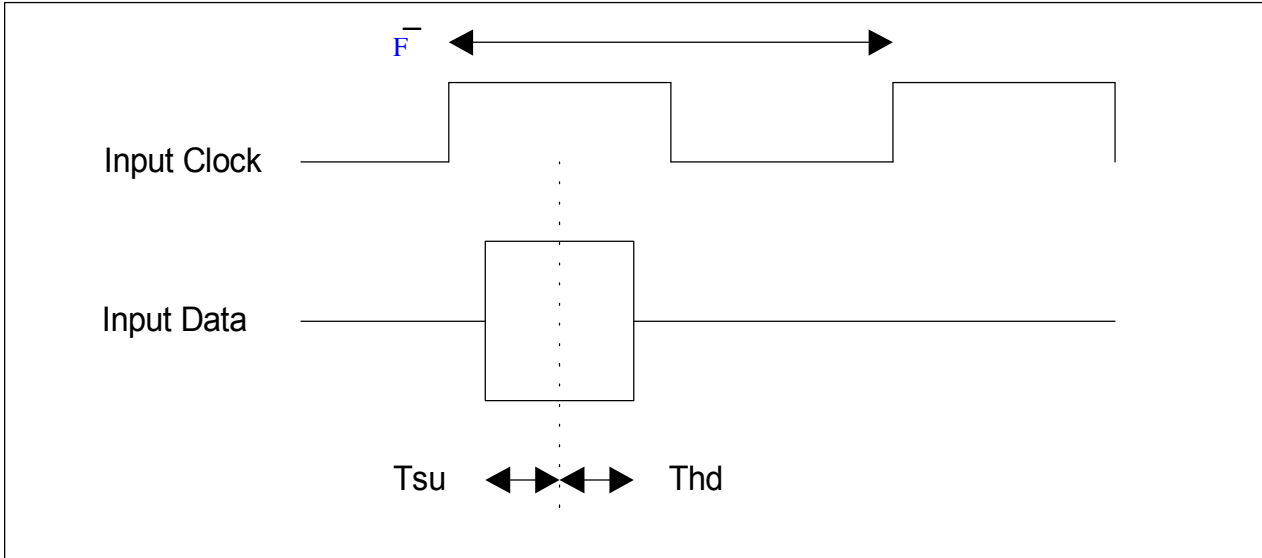 F̅
Input Clock
Input Data
Tsu
Thd